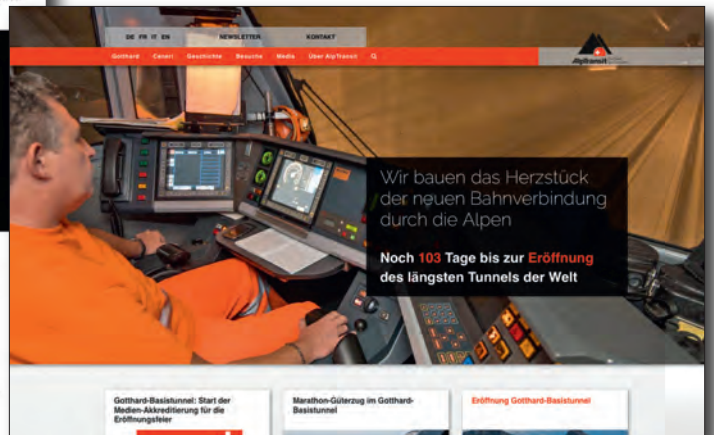 DE FR IT EN NEWSLETTER KONTAKT
Gotthard Ceneri Geschichte Besuche Media Über AlpTransit
AlpTransit
Wir bauen das Herzstück
der neuen Bahnverbindung
durch die Alpen
Noch 103 Tage bis zur Eröffnung
des längsten Tunnels der Welt
Gotthard-Basistunnel: Start der
Medien-Akkreditierung für die
Eröffnungsfeier
Marathon-Güterzug im Gotthard-
Basistunnel
Eröffnung Gotthard-Basistunnel